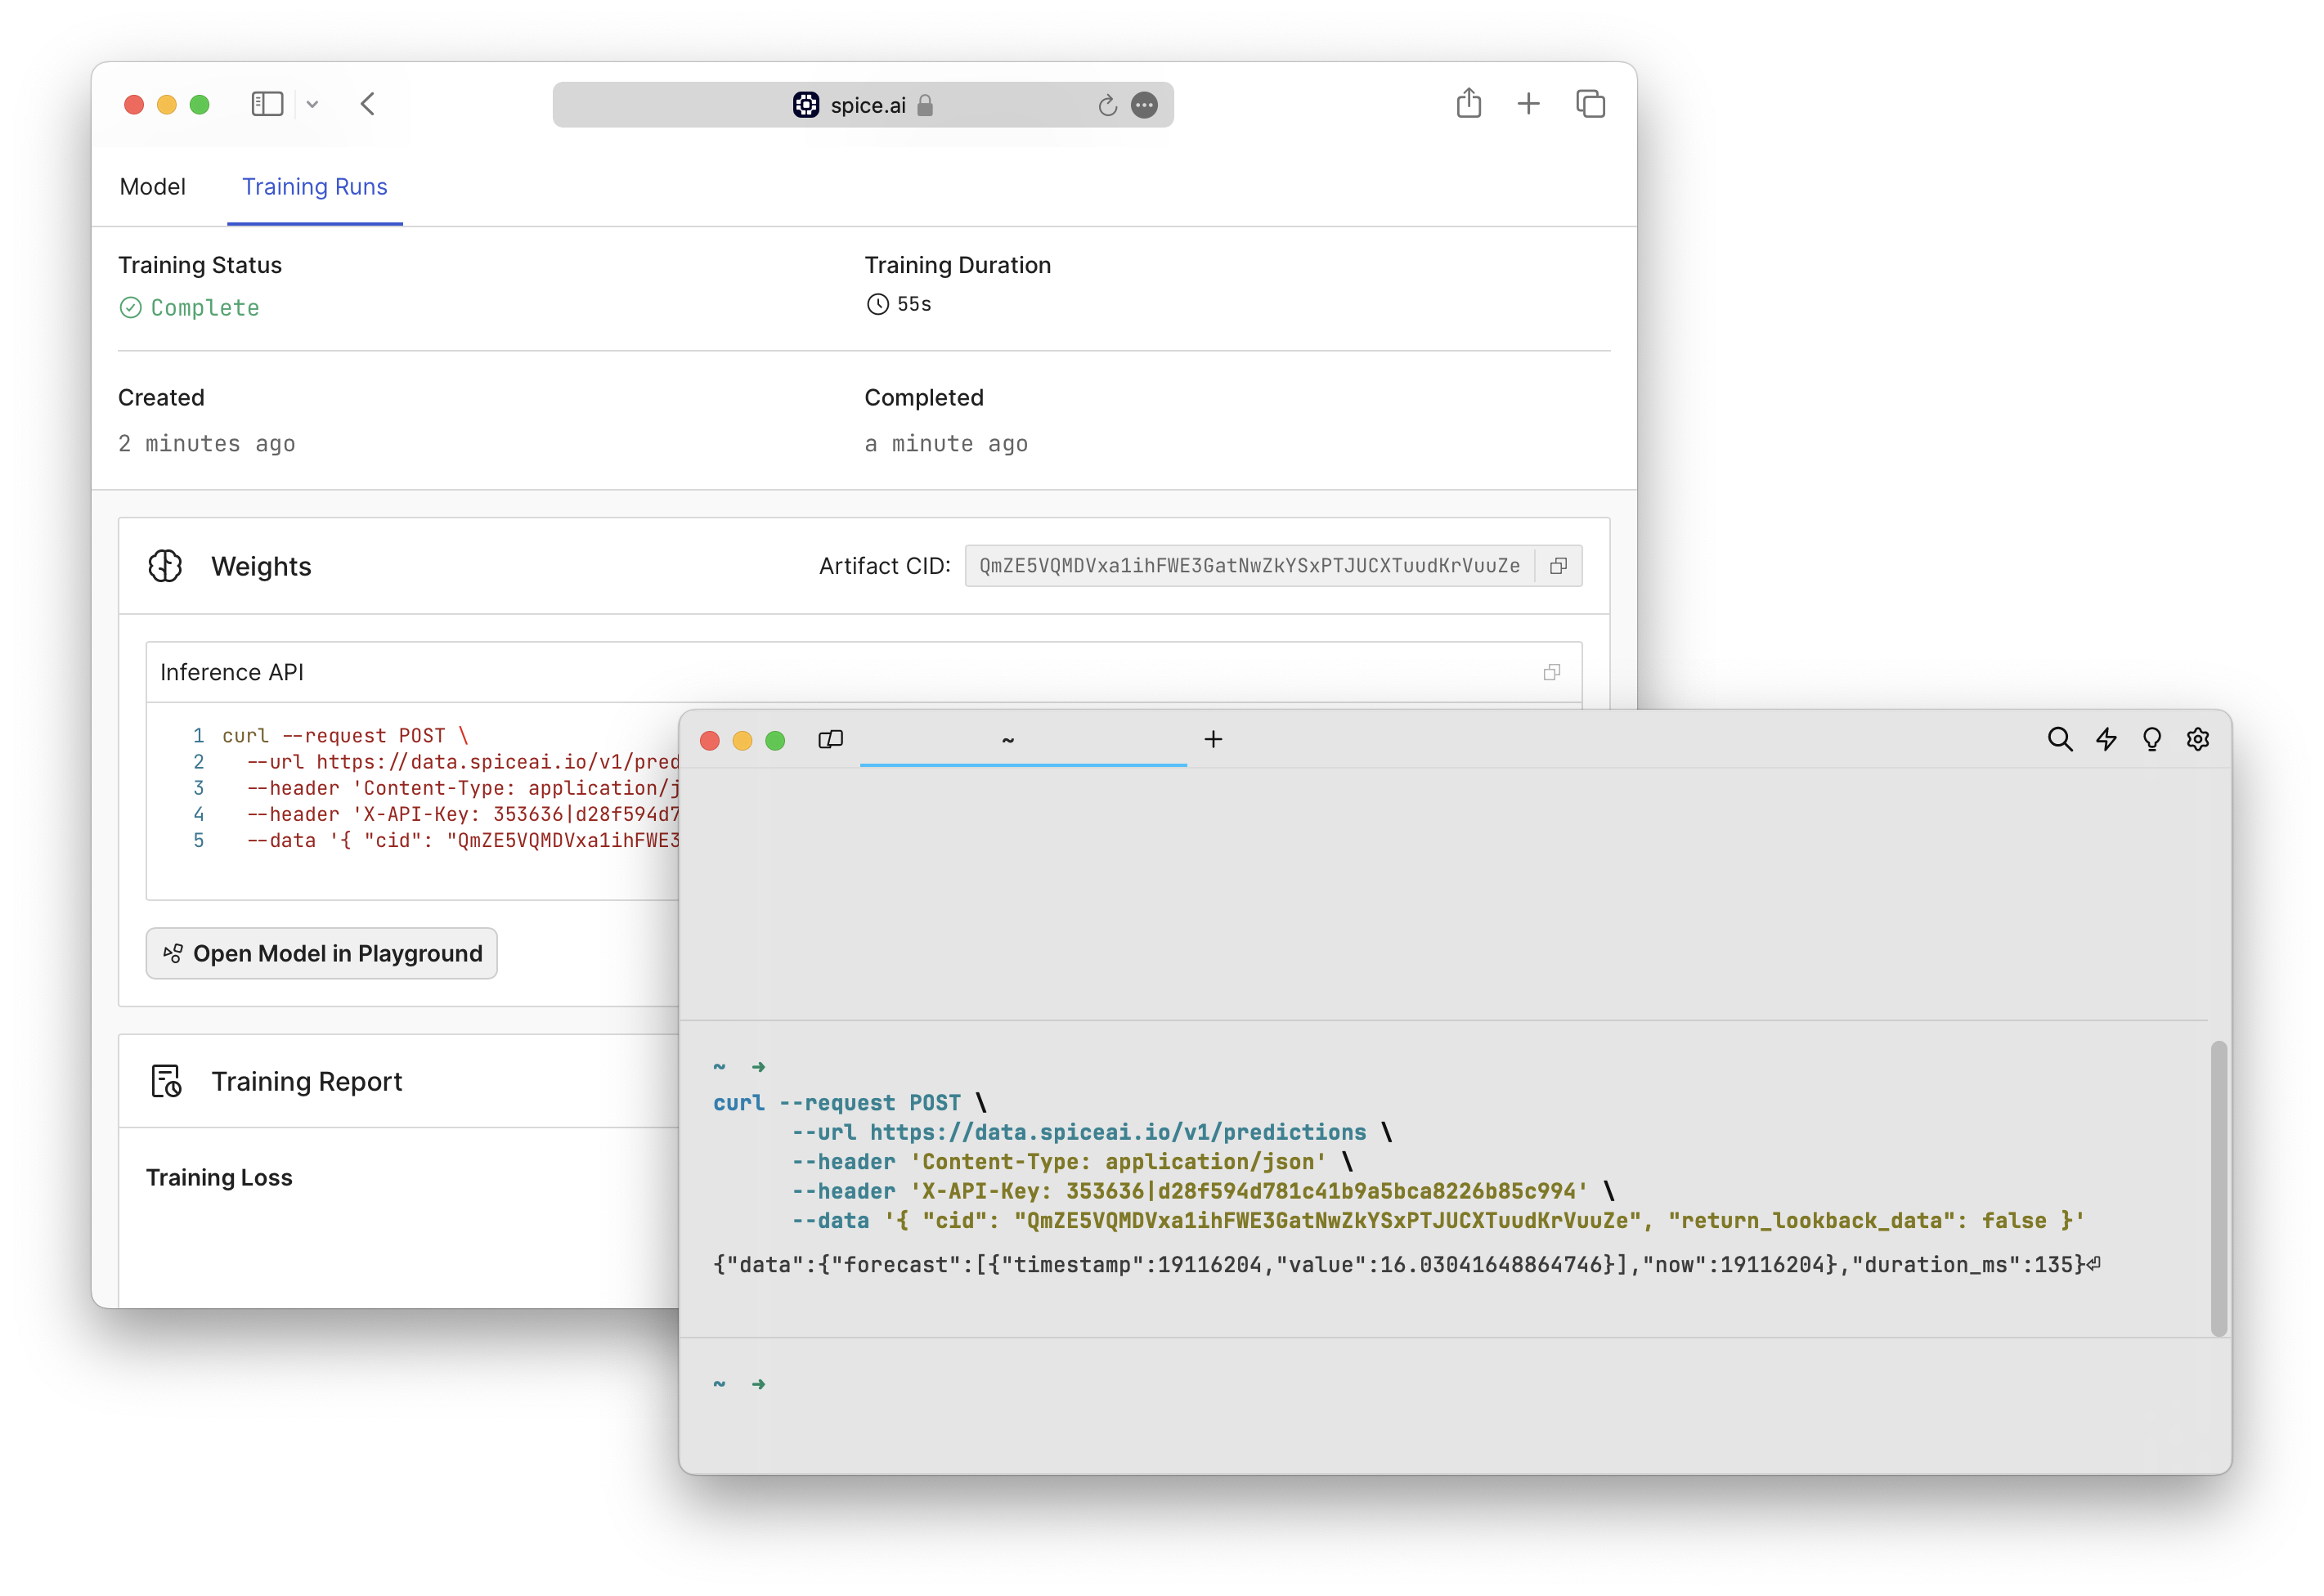 spice.ai
Model Training Runs
Training Status Training Duration
Complete 55s
Created Completed
2 minutes ago a minute ago
Weights Artifact CID: QmZE5VQMDVxa1ihFWE3GatNwZkYSxPTJUCXTuudKrVuuZe
Inference API
1 curl --request POST \
2 --url https://data.spiceai.io/v1/pred
3 --header 'Content-Type: application/j
4 --header 'X-API-Key: 353636|d28f594d7
5 --data '{ "cid": "QmZE5VQMDVxa1ihFWE3
Open Model in Playground
Training Report
Training Loss
~
~ ➜
curl --request POST \
--url https://data.spiceai.io/v1/predictions \
--header 'Content-Type: application/json' \
--header 'X-API-Key: 353636|d28f594d781c41b9a5bca8226b85c994' \
--data '{ "cid": "QmZE5VQMDVxa1ihFWE3GatNwZkYSxPTJUCXTuudKrVuuZe", "return_lookback_data": false }'
{"data":{"forecast":[{"timestamp":19116204,"value":16.03041648864746}],"now":19116204},"duration_ms":135}⏎
~ ➜